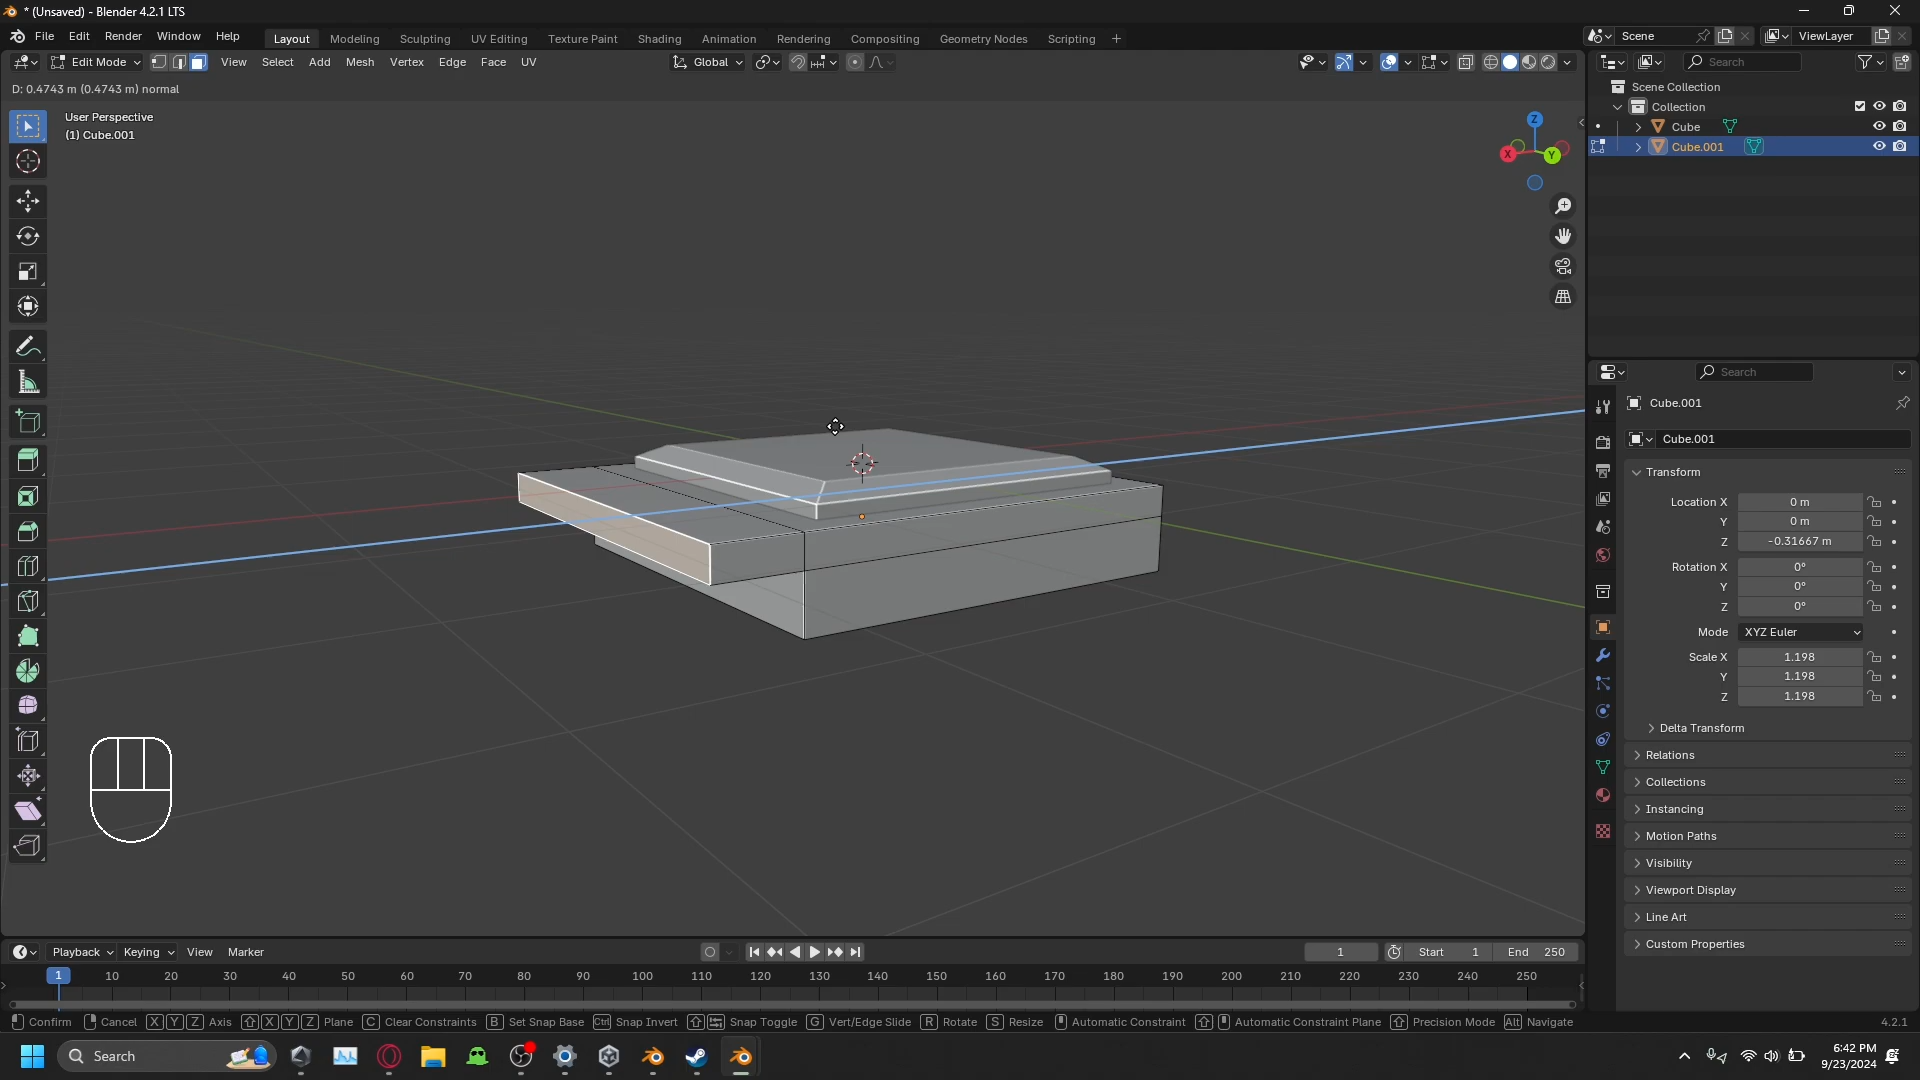 * (Unsaved) - Blender 4.2.1 LTS
File Edit Render Window Help Layout Modeling Sculpting UV Editing Texture Paint Shading Animation Rendering Compositing Geometry Nodes Scripting + Scene ViewLayer
Edit Mode View Select Add Mesh Vertex Edge Face UV Global Search
D: 0.4743 m (0.4743 m) normal
User Perspective
(1) Cube.001
Z
X
Y
Scene Collection
Collection
Cube
Cube.001
Search
Cube.001
Cube.001
Transform
Location X 0 m
Y 0 m
Z -0.31667 m
Rotation X 0°
Y 0°
Z 0°
Mode XYZ Euler
Scale X 1.198
Y 1.198
Z 1.198
Delta Transform
Relations
Collections
Instancing
Motion Paths
Visibility
Viewport Display
Line Art
Custom Properties
Playback Keying View Marker 1 Start 1 End 250
1 10 20 30 40 50 60 70 80 90 100 110 120 130 140 150 160 170 180 190 200 210 220 230 240 250
Confirm Cancel X Y Z Axis X Y Z Plane C Clear Constraints B Set Snap Base Ctrl Snap Invert Snap Toggle G Vert/Edge Slide R Rotate S Resize Automatic Constraint Automatic Constraint Plane Precision Mode Alt Navigate 4.2.1
Search
6:42 PM
9/23/2024